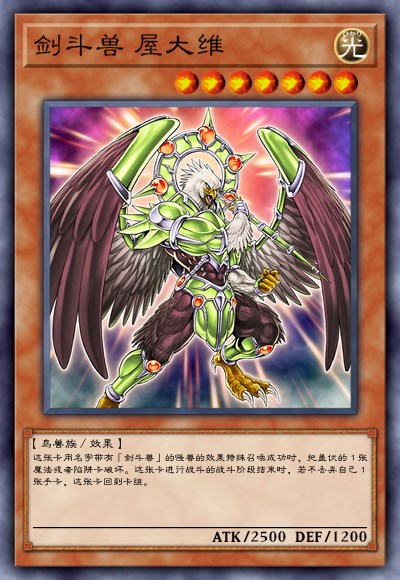 剑斗兽 屋大维
ひかり
光
【鸟兽族／效果】
这张卡用名字带有「剑斗兽」的怪兽的效果特殊召唤成功时，把盖伏的1张
魔法或者陷阱卡破坏。这张卡进行战斗的战斗阶段结束时，若不丢弃自己1
张手卡，这张卡回到卡组。
ATK/2500 DEF/1200